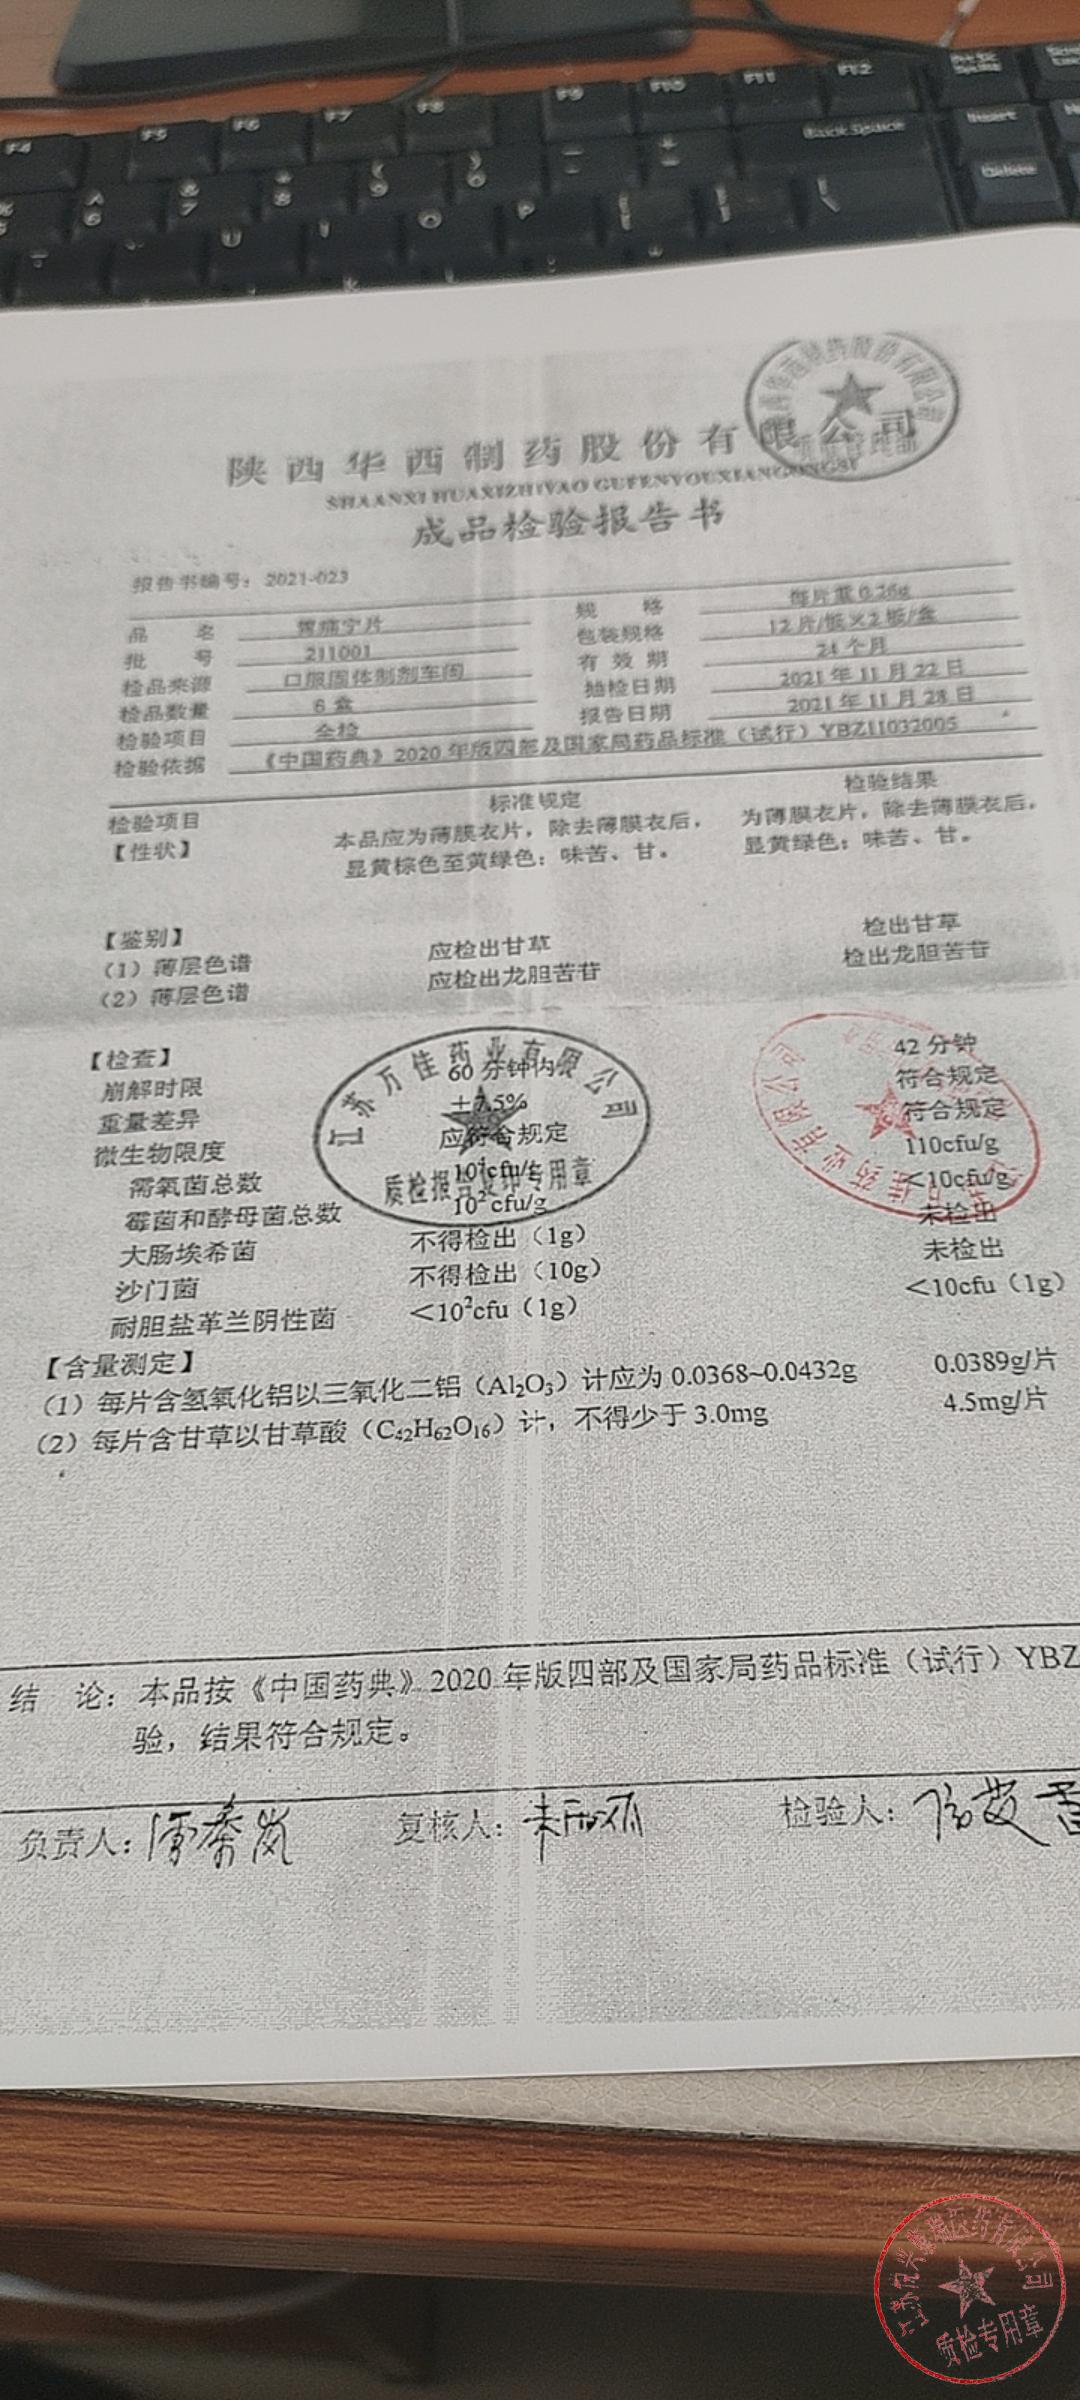 F4 F5 F6 F7 F8 F9 F10 F11 F12
Back Space Insert
Delete
U I O P
陕西华西制药股份有限公司
SHAANXI HUAXIZHIYAO GUFENYOUXIANGONGSI
成品检验报告书
报告书编号：2021-023
品 名 胃痛宁片 规 格 每片重0.26g
批 号 211001 包装规格 12片/板×2板/盒
检品来源 口服固体制剂车间 有效期 24个月
检品数量 6盒 抽检日期 2021年11月22日
检验项目 全检 报告日期 2021年11月28日
检验依据 《中国药典》2020年版四部及国家局药品标准（试行）YBZ11032005
检验项目 标准规定 检验结果
【性状】 本品应为薄膜衣片，除去薄膜衣后， 为薄膜衣片，除去薄膜衣后，
显黄棕色至黄绿色；味苦、甘。 显黄绿色；味苦、甘。
【鉴别】
（1）薄层色谱 应检出甘草 检出甘草
（2）薄层色谱 应检出龙胆苦苷 检出龙胆苦苷
【检查】
崩解时限 60分钟内 42分钟
重量差异 ±7.5% 符合规定
微生物限度 应符合规定 符合规定
需氧菌总数 cfu/g 110cfu/g
霉菌和酵母菌总数 10²cfu/g <10cfu/g
大肠埃希菌 不得检出（1g） 未检出
沙门菌 不得检出（10g） 未检出
耐胆盐革兰阴性菌 <10²cfu（1g） <10cfu（1g）
【含量测定】
（1）每片含氢氧化铝以三氧化二铝（Al₂O₃）计应为0.0368~0.0432g 0.0389g/片
（2）每片含甘草以甘草酸（C₄₂H₆₂O₁₆）计，不得少于3.0mg 4.5mg/片
江苏万佳药业有限公司
质检报告复印专用章
结 论：本品按《中国药典》2020年版四部及国家局药品标准（试行）YBZ
验，结果符合规定。
负责人： 复核人： 检验人：
医药有限公司
质检专用章